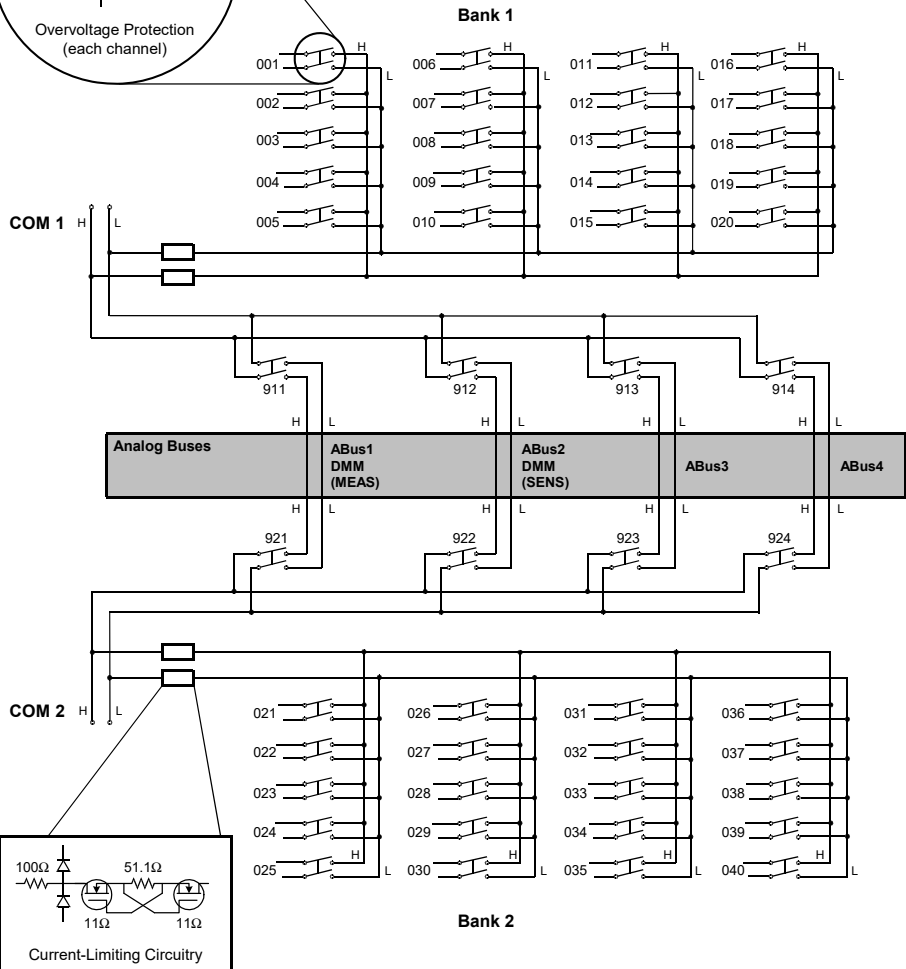 Bank 1
Overvoltage Protection
(each channel)
H H H H
001 006 011 016
L L L L
002 007 012 017
003 008 013 018
004 009 014 019
005 010 015 020
COM 1 H L
911 912 913 914
H L H L H L H L
Analog Buses
ABus1
DMM
(MEAS)
ABus2
DMM
(SENS)
ABus3
ABus4
H L H L H L H L
921 922 923 924
COM 2 H L
021 026 031 036
022 027 032 037
023 028 033 038
024 029 034 039
H H H H
025 030 035 040
L L L L
100Ω 51.1Ω
11Ω 11Ω
Current-Limiting Circuitry
Bank 2